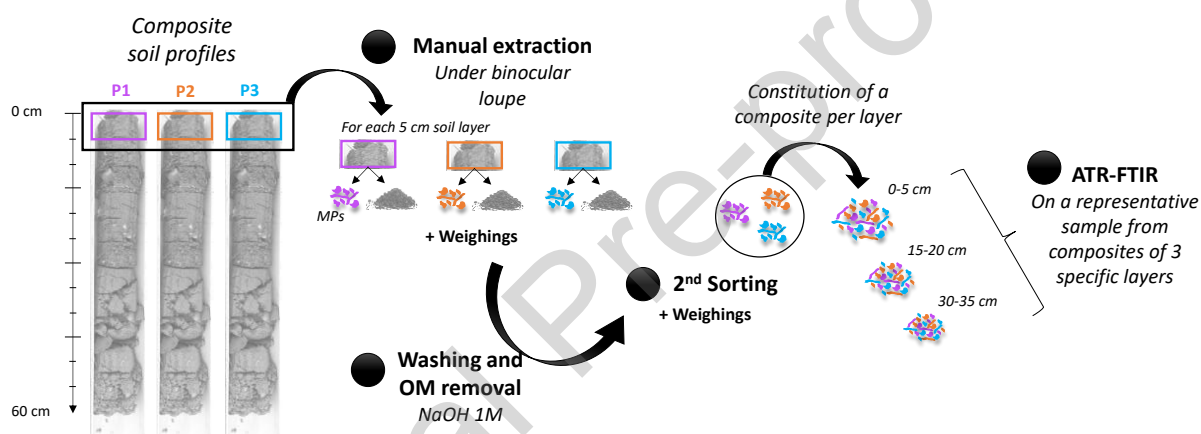 Composite
soil profiles
P1
P2
P3
0 cm
60 cm
Manual extraction
Under binocular
loupe
For each 5 cm soil layer
MPs
+ Weighings
Washing and
OM removal
NaOH 1M
2nd Sorting
+ Weighings
Constitution of a
composite per layer
0-5 cm
15-20 cm
30-35 cm
ATR-FTIR
On a representative
sample from
composites of 3
specific layers
al Pre-pro